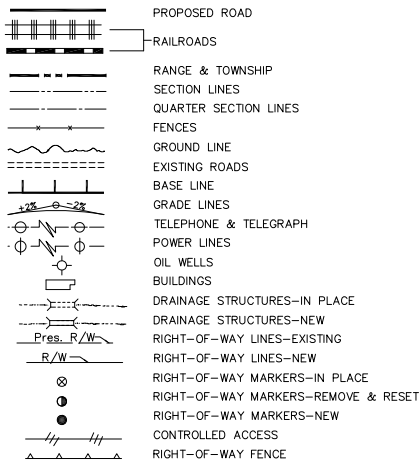 PROPOSED ROAD
RAILROADS
RANGE & TOWNSHIP
SECTION LINES
QUARTER SECTION LINES
FENCES
GROUND LINE
EXISTING ROADS
BASE LINE
+2% -2% GRADE LINES
TELEPHONE & TELEGRAPH
POWER LINES
OIL WELLS
BUILDINGS
DRAINAGE STRUCTURES-IN PLACE
DRAINAGE STRUCTURES-NEW
Pres. R/W RIGHT-OF-WAY LINES-EXISTING
R/W RIGHT-OF-WAY LINES-NEW
RIGHT-OF-WAY MARKERS-IN PLACE
RIGHT-OF-WAY MARKERS-REMOVE & RESET
RIGHT-OF-WAY MARKERS-NEW
CONTROLLED ACCESS
RIGHT-OF-WAY FENCE